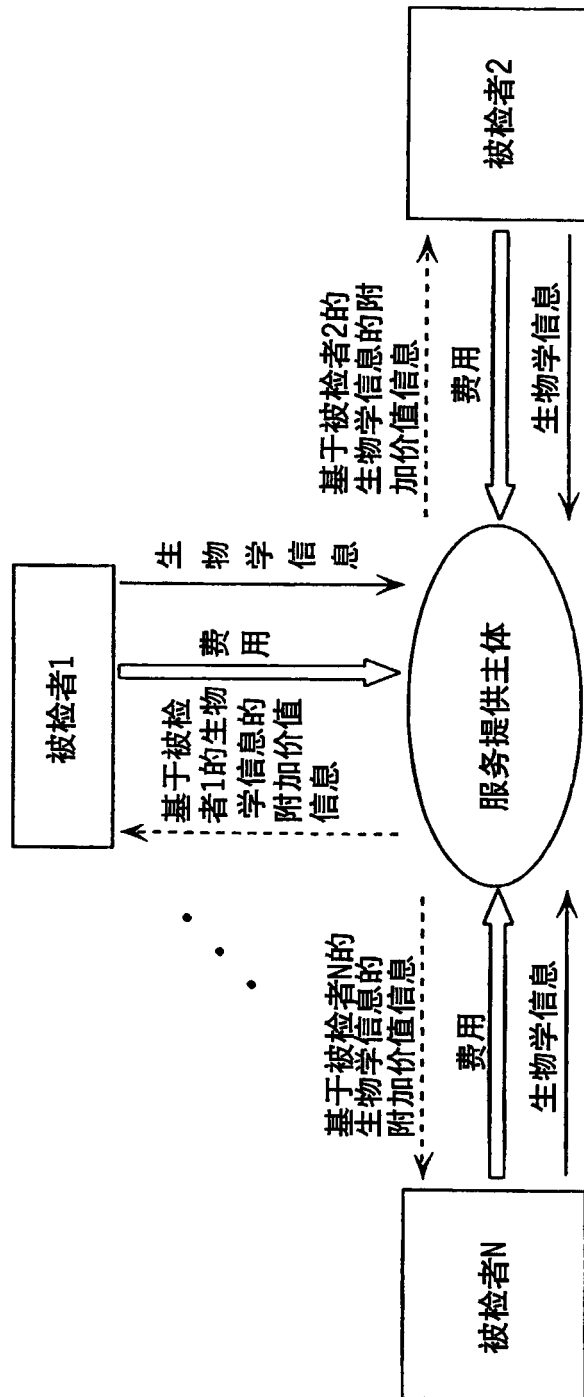 被检者1
基于被检
者1的生物
学信息的
附加价值
信息
费用
生物学信息
基于被检者N的
生物学信息的
附加价值信息
费用
生物学信息
被检者N
服务提供主体
基于被检者2的
生物学信息的附
加价值信息
费用
生物学信息
被检者2